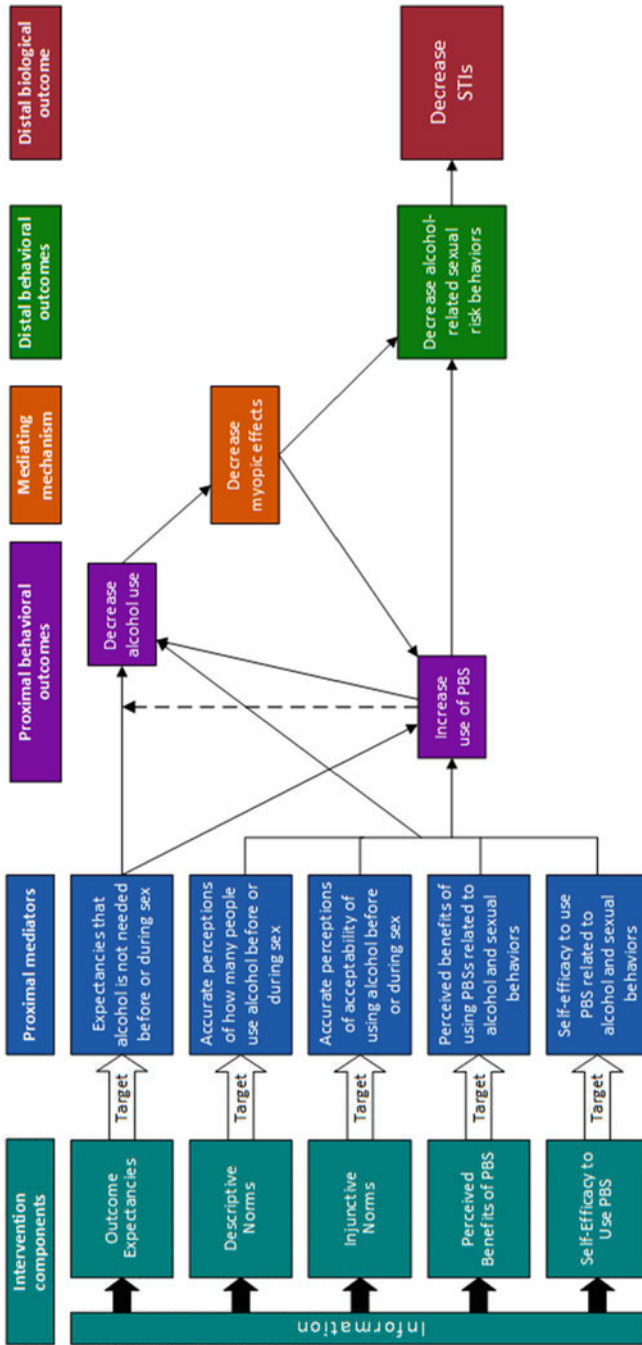 Intervention
components
Proximal mediators
Proximal behavioral
outcomes
Mediating
mechanism
Distal behavioral
outcomes
Distal biological
outcome
Information
Outcome
Expectancies
Target
Expectancies that
alcohol is not needed
before or during sex
Descriptive
Norms
Target
Accurate perceptions
of how many people
use alcohol before or
during sex
Injunctive
Norms
Target
Accurate perceptions
of acceptability of
using alcohol before
or during sex
Perceived
Benefits of PBS
Target
Perceived benefits of
using PBSs related to
alcohol and sexual
behaviors
Self-Efficacy to
Use PBS
Target
Self-efficacy to use
PBS related to
alcohol and sexual
behaviors
Decrease
alcohol use
Increase
use of PBS
Decrease
myopic effects
Decrease alcohol-
related sexual
risk behaviors
Decrease
STIs